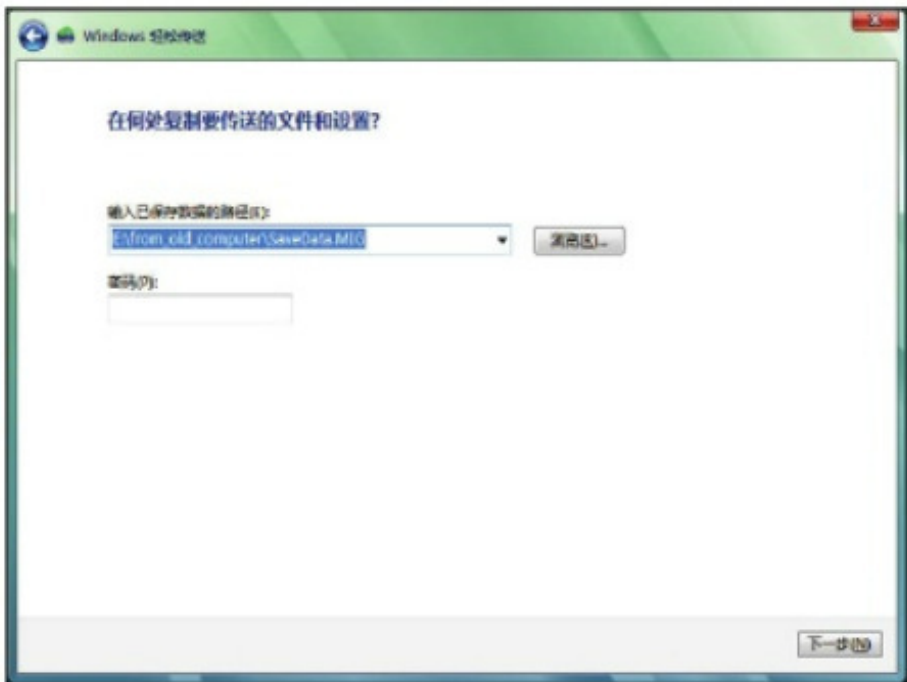 Windows 轻松传送
在何处复制要传送的文件和设置?
输入已保存数据的路径(E):
E:\from_old_computer\SaveData.MIG
浏览(R)...
密码(P):
下一步(N)